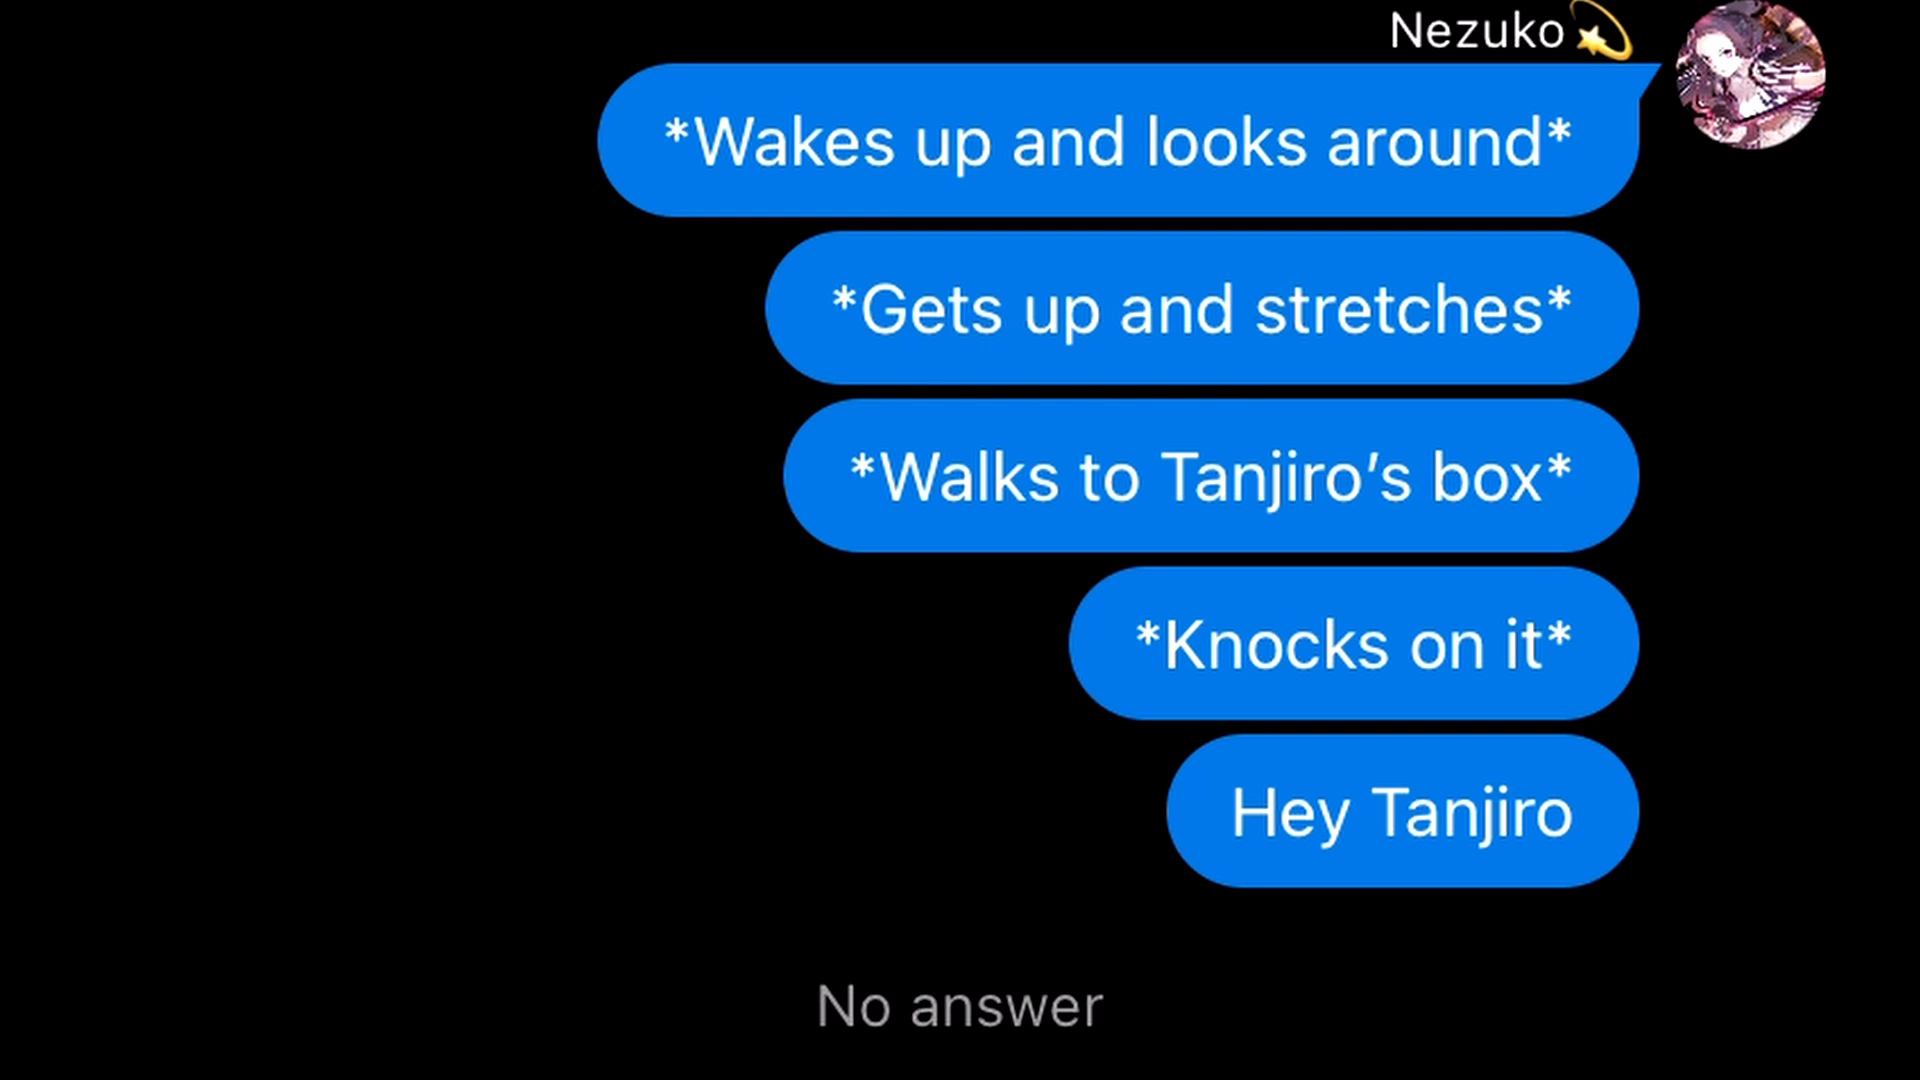 Nezuko💫
*Wakes up and looks around*
*Gets up and stretches*
*Walks to Tanjiro’s box*
*Knocks on it*
Hey Tanjiro
No answer